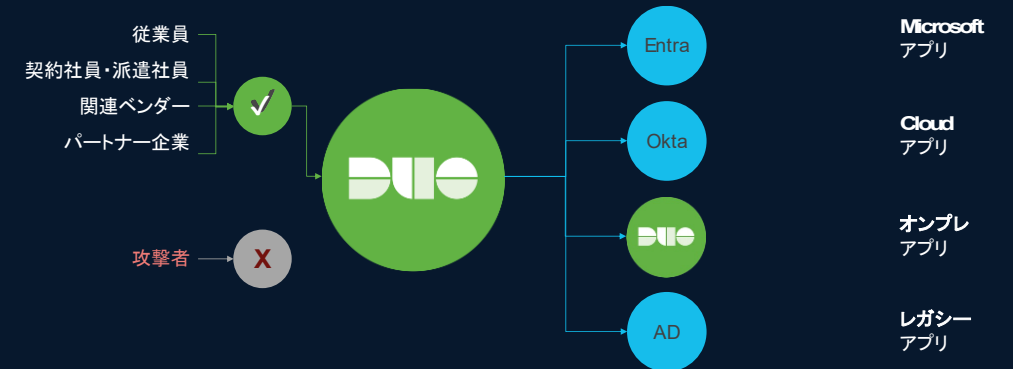 従業員
契約社員・派遣社員
関連ベンダー
パートナー企業
攻撃者
X
DUO
Entra
Okta
DUO
AD
Microsoft
アプリ
Cloud
アプリ
オンプレ
アプリ
レガシー
アプリ